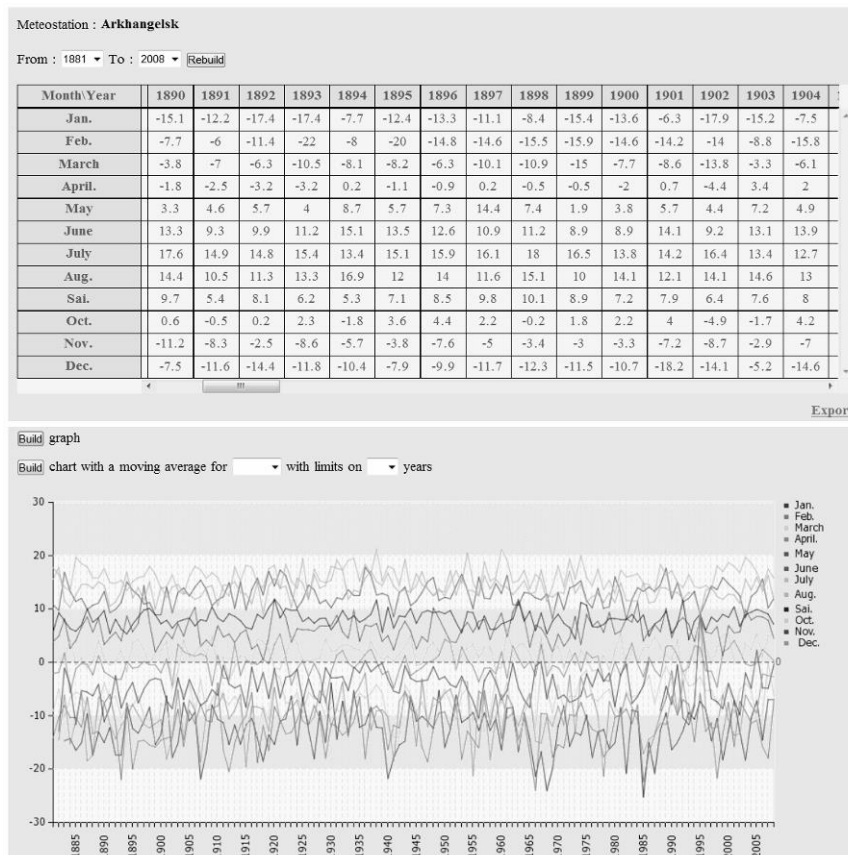 Meteostation : Arkhangelsk
From : 1881 To : 2008 Rebuild
Month\Year 1890 1891 1892 1893 1894 1895 1896 1897 1898 1899 1900 1901 1902 1903 1904
Jan. -15.1 -12.2 -17.4 -17.4 -7.7 -12.4 -13.3 -11.1 -8.4 -15.4 -13.6 -6.3 -17.9 -15.2 -7.5
Feb. -7.7 -6 -11.4 -22 -8 -20 -14.8 -14.6 -15.5 -15.9 -14.6 -14.2 -14 -8.8 -15.8
March -3.8 -7 -6.3 -10.5 -8.1 -8.2 -6.3 -10.1 -10.9 -15 -7.7 -8.6 -13.8 -3.3 -6.1
April. -1.8 -2.5 -3.2 -3.2 0.2 -1.1 -0.9 0.2 -0.5 -0.5 -2 0.7 -4.4 3.4 2
May 3.3 4.6 5.7 4 8.7 5.7 7.3 14.4 7.4 1.9 3.8 5.7 4.4 7.2 4.9
June 13.3 9.3 9.9 11.2 15.1 13.5 12.6 10.9 11.2 8.9 8.9 14.1 9.2 13.1 13.9
July 17.6 14.9 14.8 15.4 13.4 15.1 15.9 16.1 18 16.5 13.8 14.2 16.4 13.4 12.7
Aug. 14.4 10.5 11.3 13.3 16.9 12 14 11.6 15.1 10 14.1 12.1 14.1 14.6 13
Sai. 9.7 5.4 8.1 6.2 5.3 7.1 8.5 9.8 10.1 8.9 7.2 7.9 6.4 7.6 8
Oct. 0.6 -0.5 0.2 2.3 -1.8 3.6 4.4 2.2 -0.2 1.8 2.2 4 -4.9 -1.7 4.2
Nov. -11.2 -8.3 -2.5 -8.6 -5.7 -3.8 -7.6 -5 -3.4 -3 -3.3 -7.2 -8.7 -2.9 -7
Dec. -7.5 -11.6 -14.4 -11.8 -10.4 -7.9 -9.9 -11.7 -12.3 -11.5 -10.7 -18.2 -14.1 -5.2 -14.6
Expor
Build graph
Build chart with a moving average for with limits on years
30
20
10
0
-10
-20
-30
0
Jan.
Feb.
March
April.
May
June
July
Aug.
Sai.
Oct.
Nov.
Dec.
1885 1890 1895 1900 1905 1910 1915 1920 1925 1930 1935 1940 1945 1950 1955 1960 1965 1970 1975 1980 1985 1990 1995 2000 2005